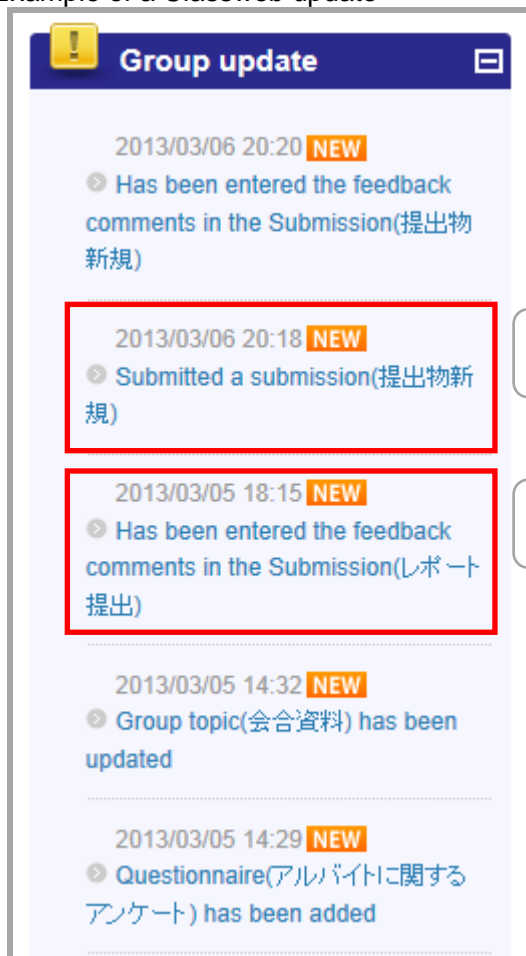 Example of a Classweb update
Group update
2013/03/06 20:20 NEW
Has been entered the feedback
comments in the Submission(提出物
新規)
2013/03/06 20:18 NEW
Submitted a submission(提出物新
規)
2013/03/05 18:15 NEW
Has been entered the feedback
comments in the Submission(レポート
提出)
2013/03/05 14:32 NEW
Group topic(会合資料) has been
updated
2013/03/05 14:29 NEW
Questionnaire(アルバイトに関する
アンケート) has been added